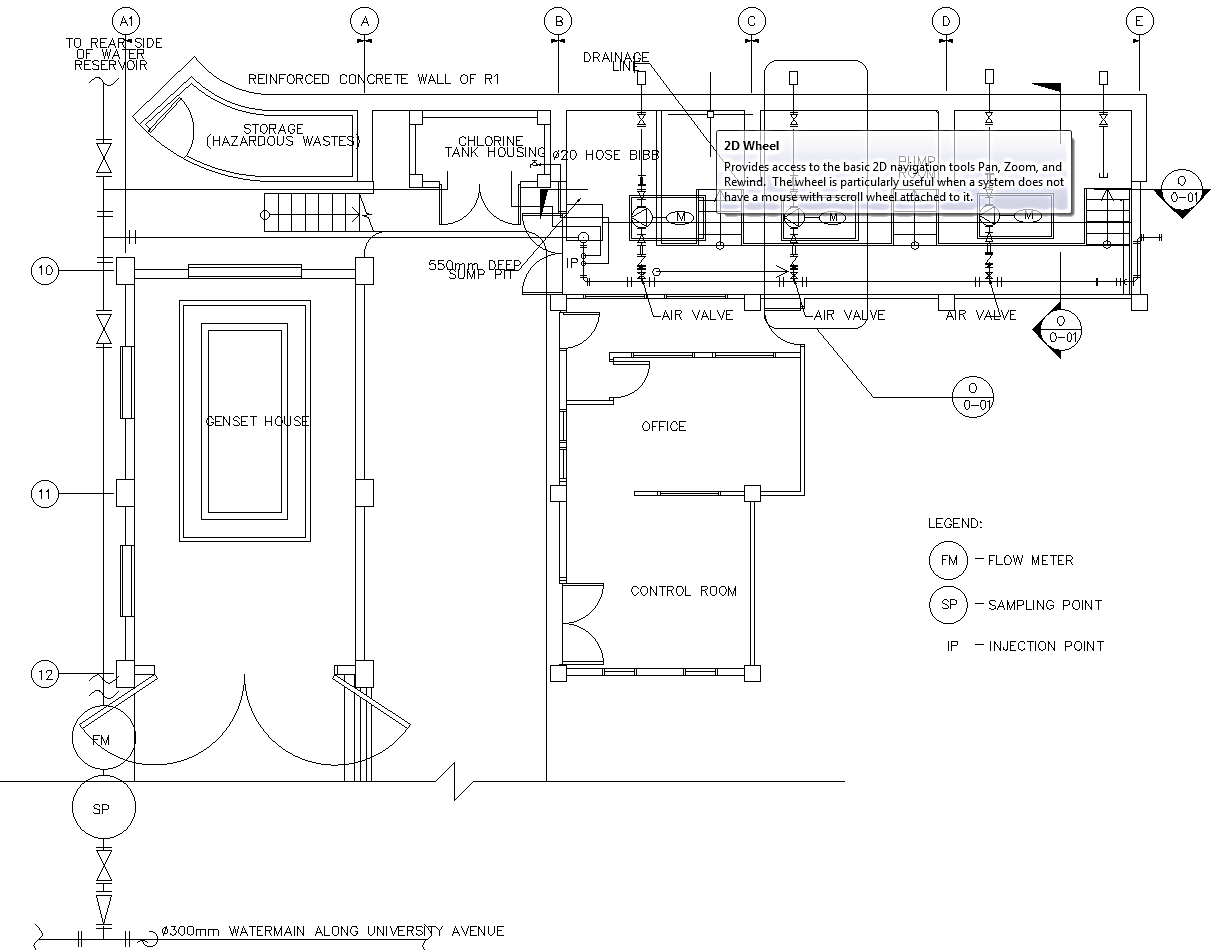 A1
A
B
C
D
E
TO REAR SIDE
OF WATER
RESERVOIR
DRAINAGE
LINE
REINFORCED CONCRETE WALL OF R1
STORAGE
(HAZARDOUS WASTES)
CHLORINE
TANK HOUSING
ø20 HOSE BIBB
2D Wheel
Provides access to the basic 2D navigation tools Pan, Zoom, and
Rewind. The wheel is particularly useful when a system does not
have a mouse with a scroll wheel attached to it.
PUMP
ROOM
O
O-01
M
M
M
550mm DEEP
SUMP PIT
IP
10
AIR VALVE
AIR VALVE
AIR VALVE
O
O-01
O
O-01
GENSET HOUSE
OFFICE
11
LEGEND:
FM – FLOW METER
SP – SAMPLING POINT
IP – INJECTION POINT
CONTROL ROOM
12
FM
SP
ø300mm WATERMAIN ALONG UNIVERSITY AVENUE